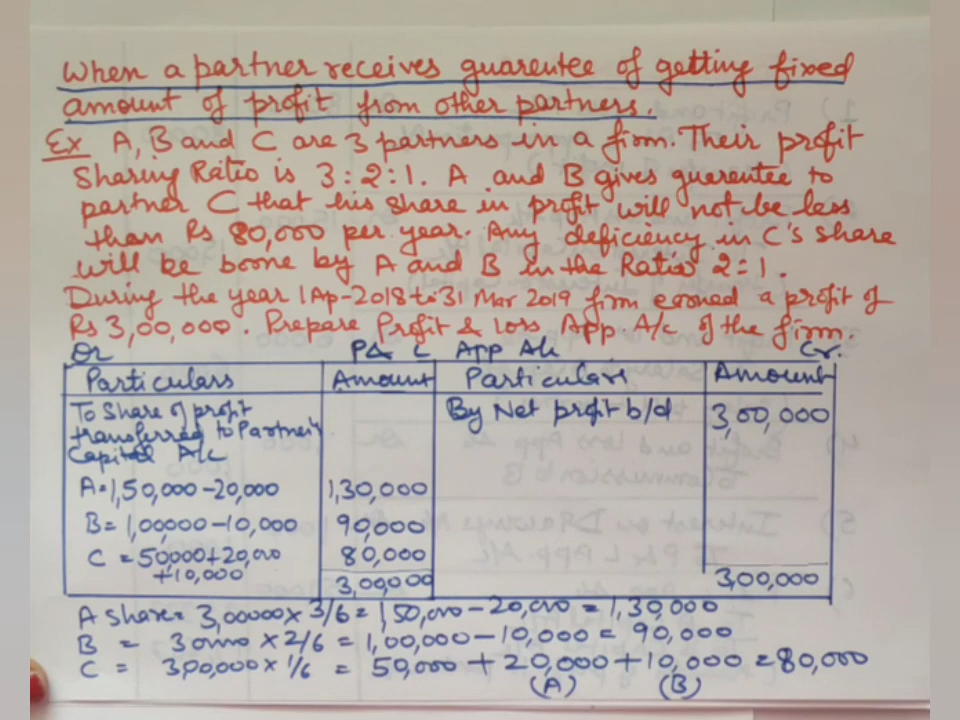 When a partner receives guarentee of getting fixed
amount of profit from other partners.
Ex A, B and C are 3 partners in a firm. Their profit
Sharing Ratio is 3:2:1. A and B gives guerentee to
partner C that his share in profit will not be less
than Rs 80,000 per year. Any deficiency in C's share
will be boone by A and B in the Ratio 2:1.
During the year 1Ap-2018 to 31 Mar 2019 firm earned a profit of
Rs 3,00,000. Prepare Profit & loss App. A/c of the firm.
Dr P & L App A/c Cr.
Particulars Amount Particulars Amount
To Share of profit By Net profit b/d 3,00,000
transferred to Partner's
Capital A/c
A=1,50,000-20,000 1,30,000
B=1,00000-10,000 90,000
C = 50000+20,000 80,000
+10,000 3,00,000 3,00,000
A share= 3,00000x 3/6= 1,50,000-20,000 = 1,30,000
B = 30000 x 2/6 = 1,00,000-10,000= 90,000
C = 300,000x 1/6 = 50,000 + 20,000+10,000 =80,000
(A) (B)